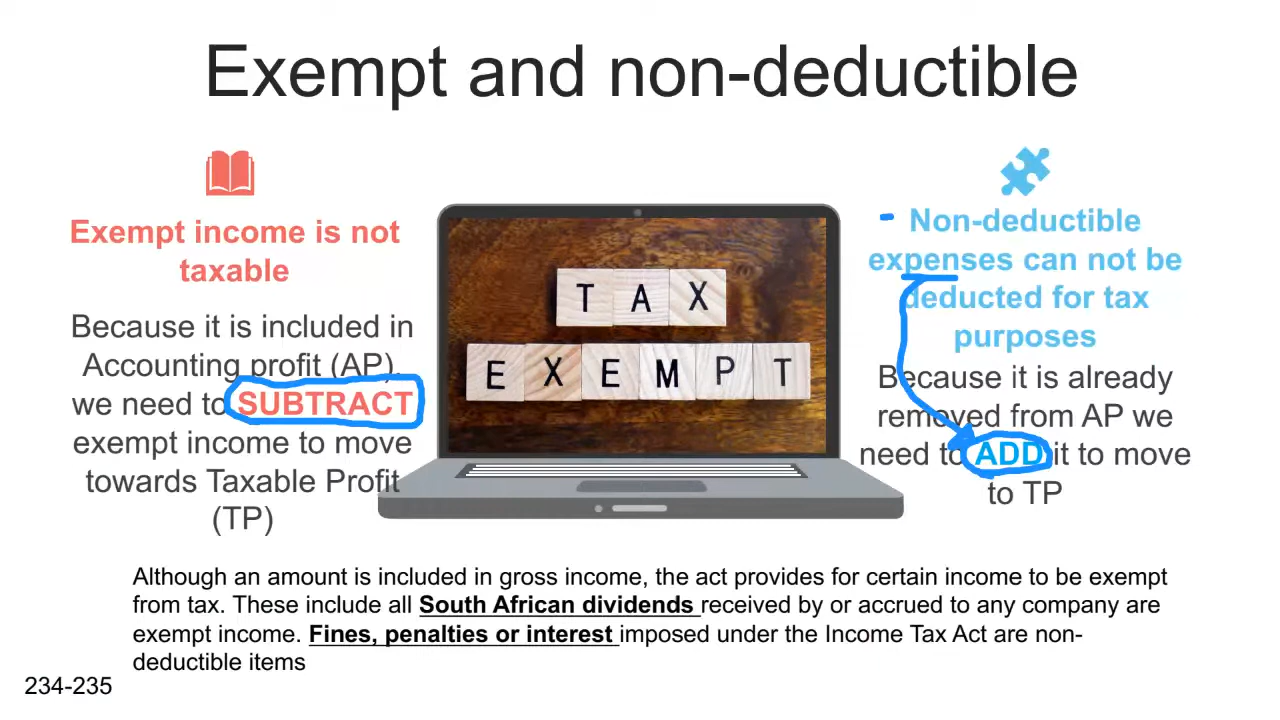 Exempt and non-deductible
Exempt income is not
taxable
Because it is included in
Accounting profit (AP),
we need to SUBTRACT
exempt income to move
towards Taxable Profit
(TP)
TAX
EXEMPT
Non-deductible
expenses can not be
deducted for tax
purposes
Because it is already
removed from AP we
need to ADD it to move
to TP
Although an amount is included in gross income, the act provides for certain income to be exempt
from tax. These include all South African dividends received by or accrued to any company are
exempt income. Fines, penalties or interest imposed under the Income Tax Act are non-
deductible items
234-235